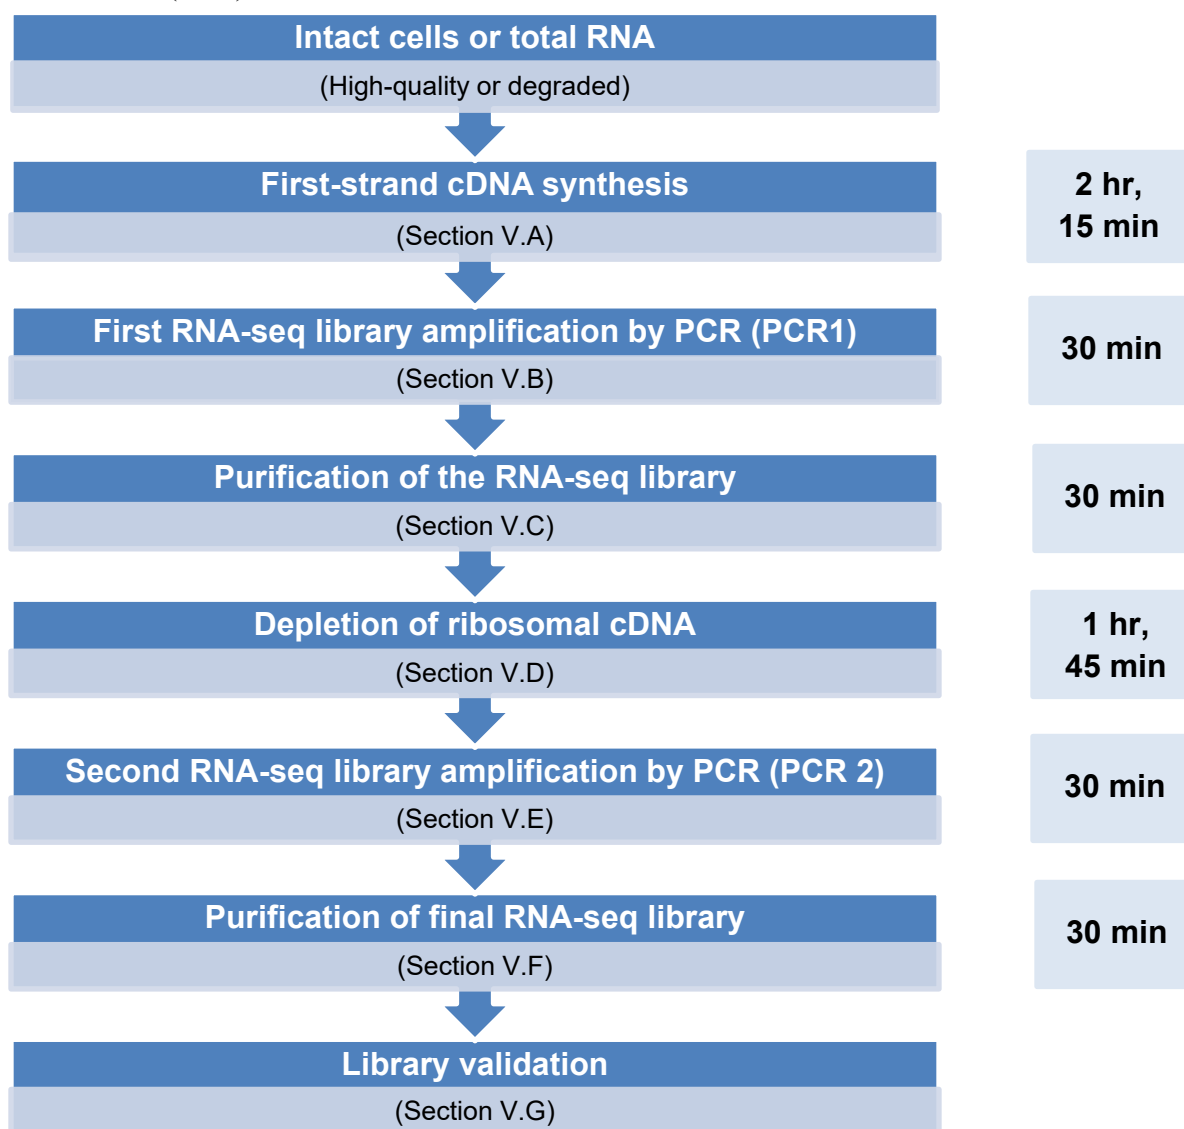 Intact cells or total RNA
(High-quality or degraded)
First-strand cDNA synthesis
(Section V.A)
2 hr,
15 min
First RNA-seq library amplification by PCR (PCR1)
(Section V.B)
30 min
Purification of the RNA-seq library
(Section V.C)
30 min
Depletion of ribosomal cDNA
(Section V.D)
1 hr,
45 min
Second RNA-seq library amplification by PCR (PCR 2)
(Section V.E)
30 min
Purification of final RNA-seq library
(Section V.F)
30 min
Library validation
(Section V.G)